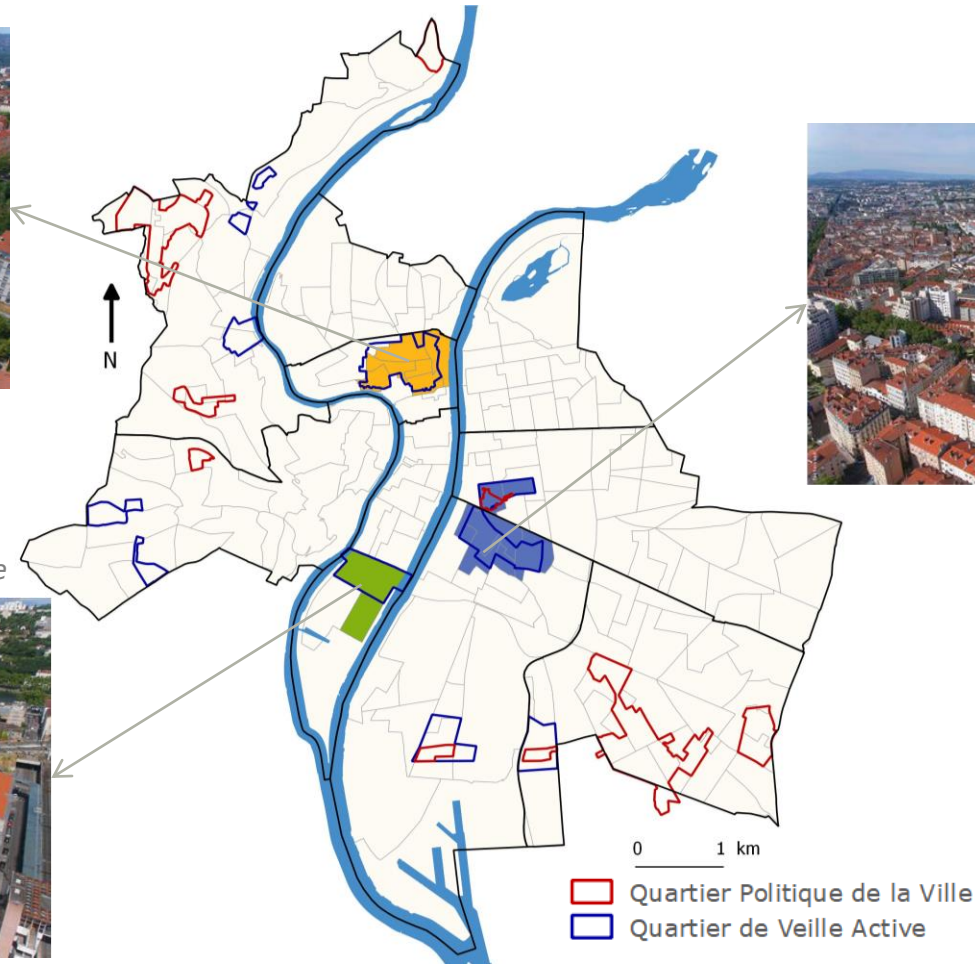 N
e
0 1 km
Quartier Politique de la Ville
Quartier de Veille Active